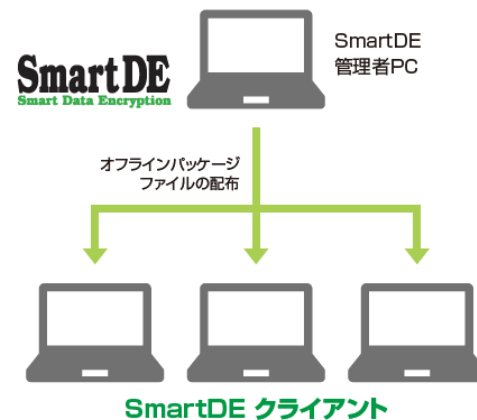 SmartDE
Smart Data Encryption
SmartDE
管理者PC
オフラインパッケージ
ファイルの配布
SmartDE クライアント